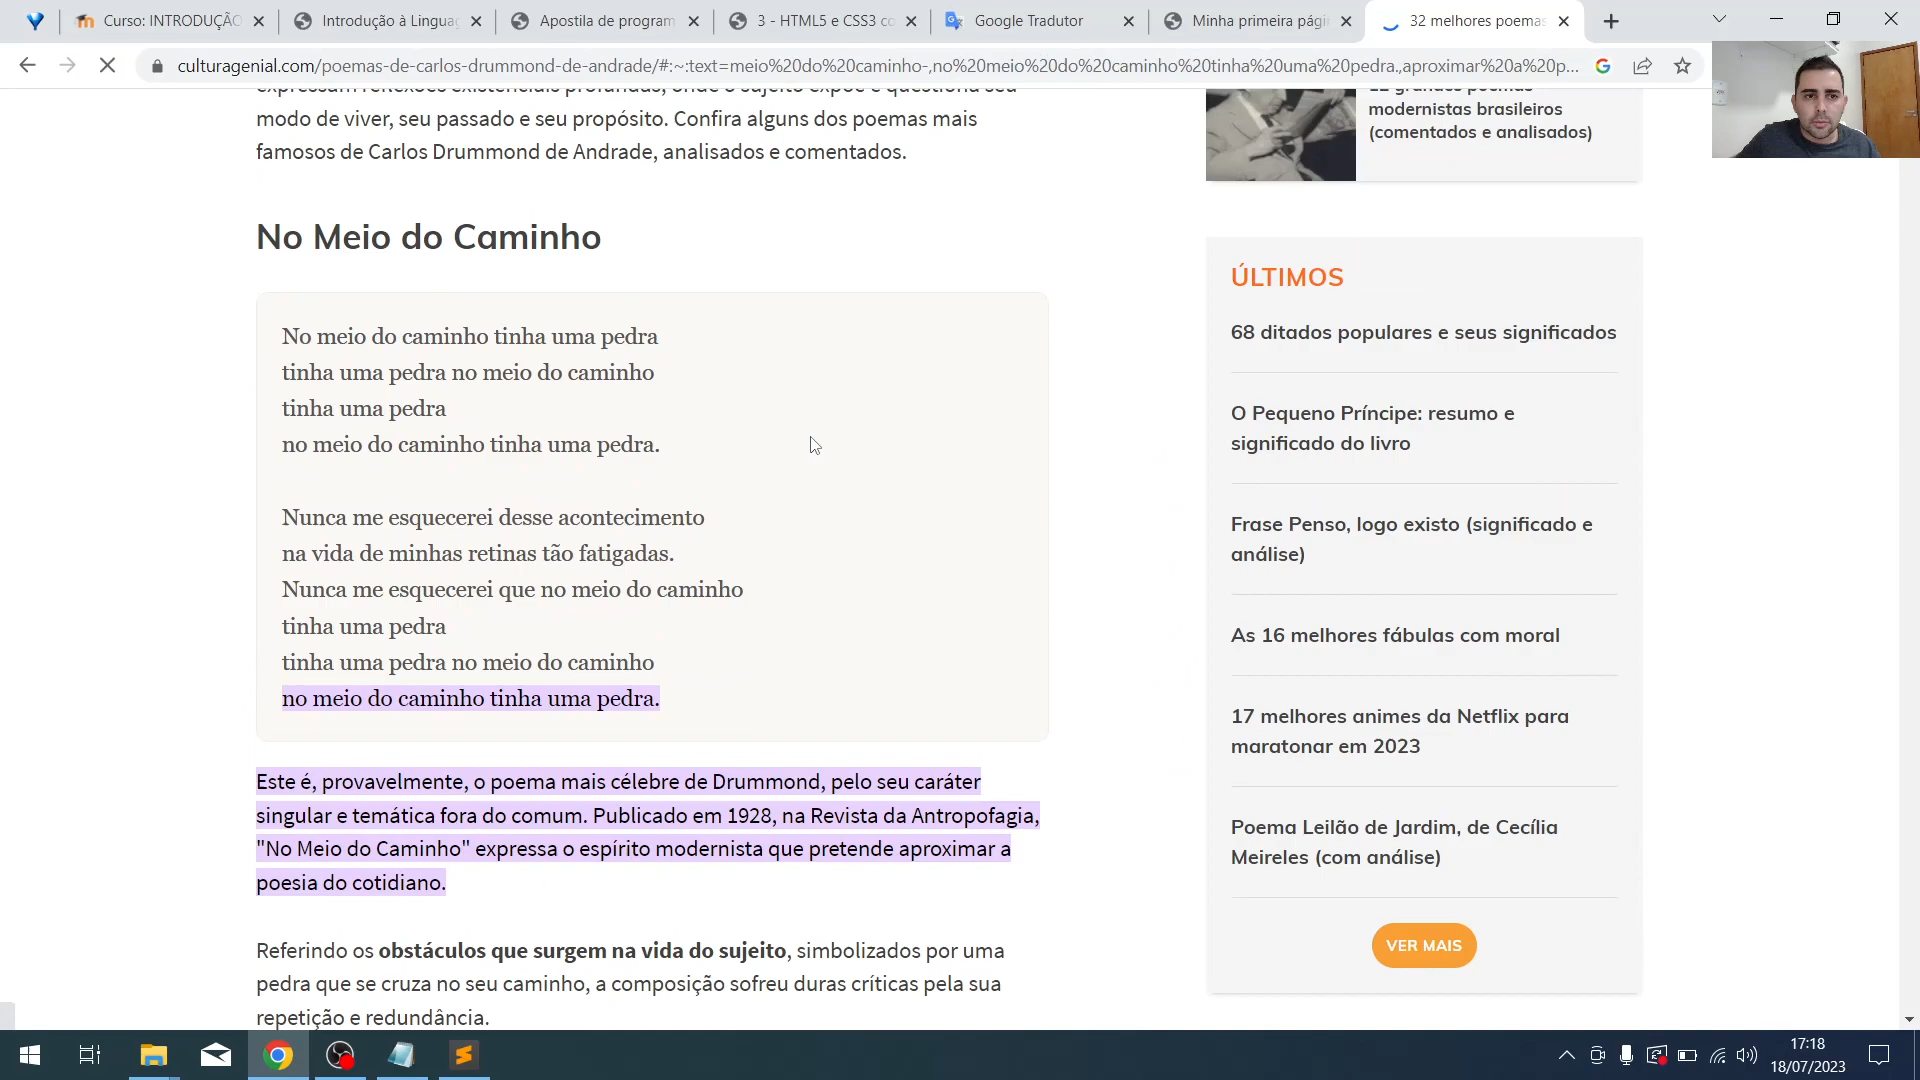 Curso: INTRODUÇÃO
Introdução à Linguag
Apostila de program
3 - HTML5 e CSS3 co
Google Tradutor
Minha primeira pági
32 melhores poemas
culturagenial.com/poemas-de-carlos-drummond-de-andrade/#:~:text=meio%20do%20caminho-,no%20meio%20do%20caminho%20tinha%20uma%20pedra.,aproximar%20a%20p...
modo de viver, seu passado e seu propósito. Confira alguns dos poemas mais
famosos de Carlos Drummond de Andrade, analisados e comentados.
No Meio do Caminho
No meio do caminho tinha uma pedra
tinha uma pedra no meio do caminho
tinha uma pedra
no meio do caminho tinha uma pedra.
Nunca me esquecerei desse acontecimento
na vida de minhas retinas tão fatigadas.
Nunca me esquecerei que no meio do caminho
tinha uma pedra
tinha uma pedra no meio do caminho
no meio do caminho tinha uma pedra.
Este é, provavelmente, o poema mais célebre de Drummond, pelo seu caráter
singular e temática fora do comum. Publicado em 1928, na Revista da Antropofagia,
"No Meio do Caminho" expressa o espírito modernista que pretende aproximar a
poesia do cotidiano.
Referindo os obstáculos que surgem na vida do sujeito, simbolizados por uma
pedra que se cruza no seu caminho, a composição sofreu duras críticas pela sua
repetição e redundância.
modernistas brasileiros
(comentados e analisados)
ÚLTIMOS
68 ditados populares e seus significados
O Pequeno Príncipe: resumo e
significado do livro
Frase Penso, logo existo (significado e
análise)
As 16 melhores fábulas com moral
17 melhores animes da Netflix para
maratonar em 2023
Poema Leilão de Jardim, de Cecília
Meireles (com análise)
VER MAIS
17:18
18/07/2023